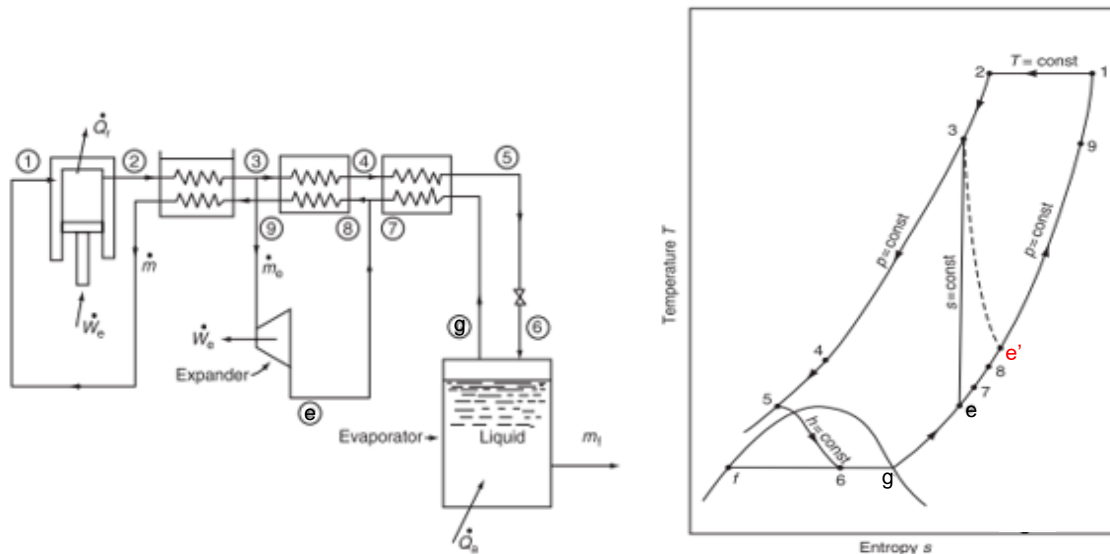 Q̇r
① ② ③ ④ ⑤
⑨ ⑧ ⑦
ṁ
ṁe
Ẇe
Ẇe
Expander
g
⑥
e
Evaporator
Liquid
ṁf
Q̇a
T = const
2
1
3
9
p=const
s=const
p=const
4
e'
8
7
5
e
h=const
f
6
g
Temperature T
Entropy s